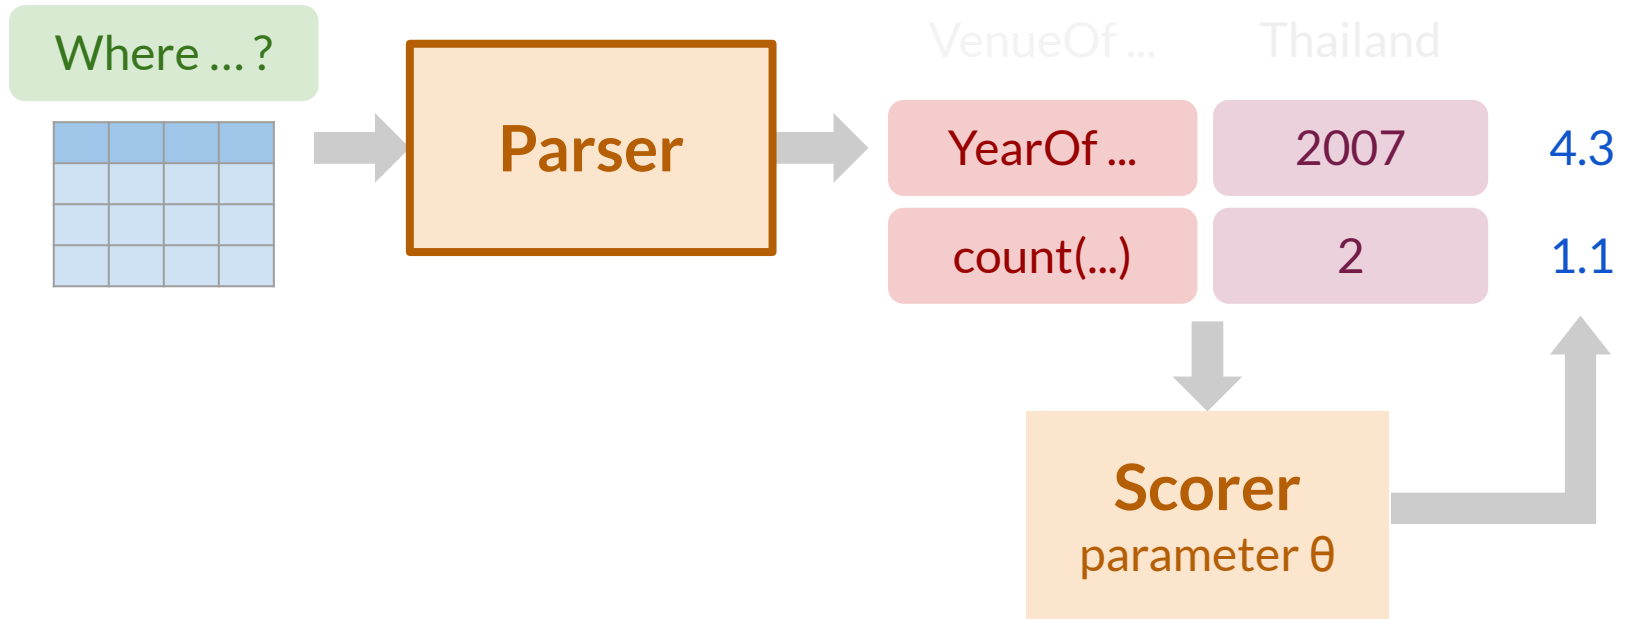 Where ... ?
VenueOf ...
Thailand
Parser
YearOf ...
2007
4.3
count(...)
2
1.1
Scorer
parameter θ